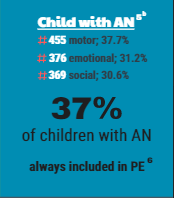 Child with AN a b
#455 motor; 37.7%
#376 emotional; 31.2%
#369 social; 30.6%
37%
of children with AN
always included in PE 6